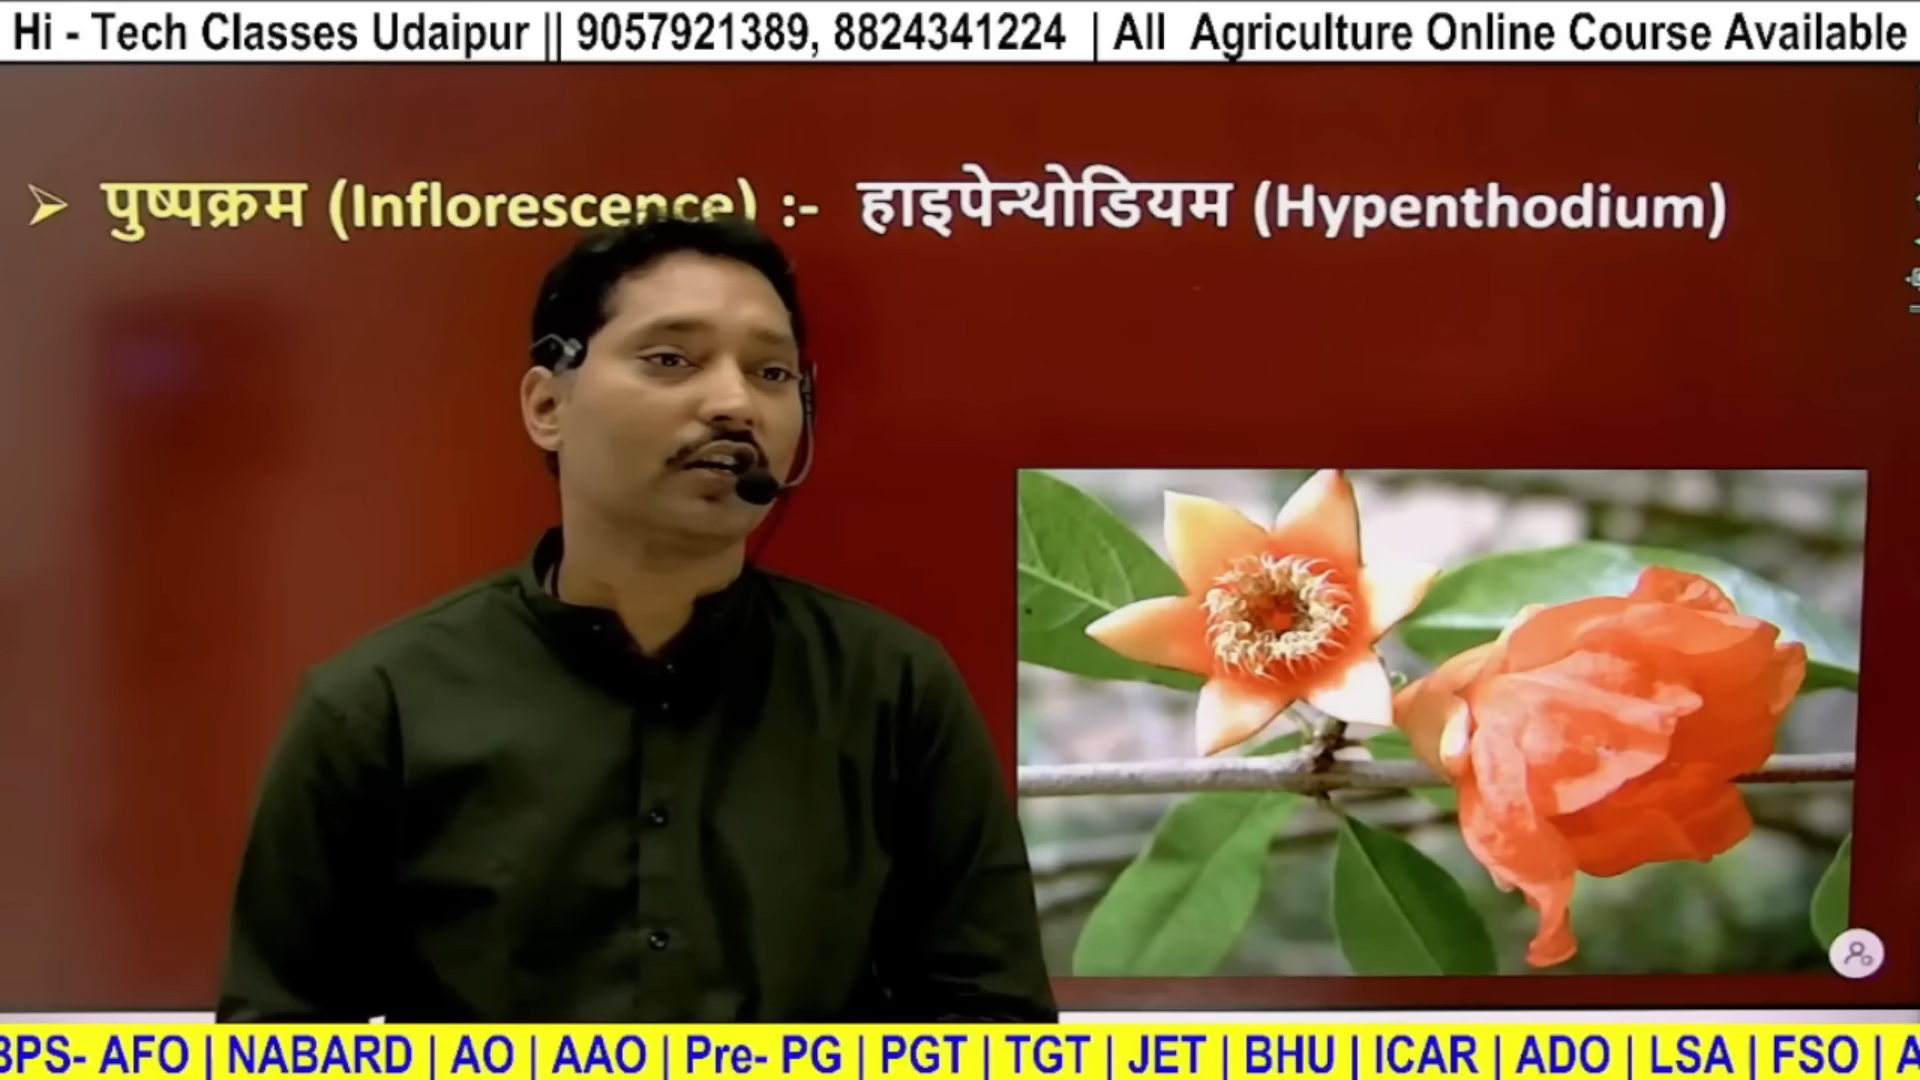 Hi - Tech Classes Udaipur || 9057921389, 8824341224 | All Agriculture Online Course Available
➢ पुष्पक्रम (Inflorescence) :- हाइपेन्थोडियम (Hypenthodium)
BPS- AFO | NABARD | AO | AAO | Pre- PG | PGT | TGT | JET | BHU | ICAR | ADO | LSA | FSO |